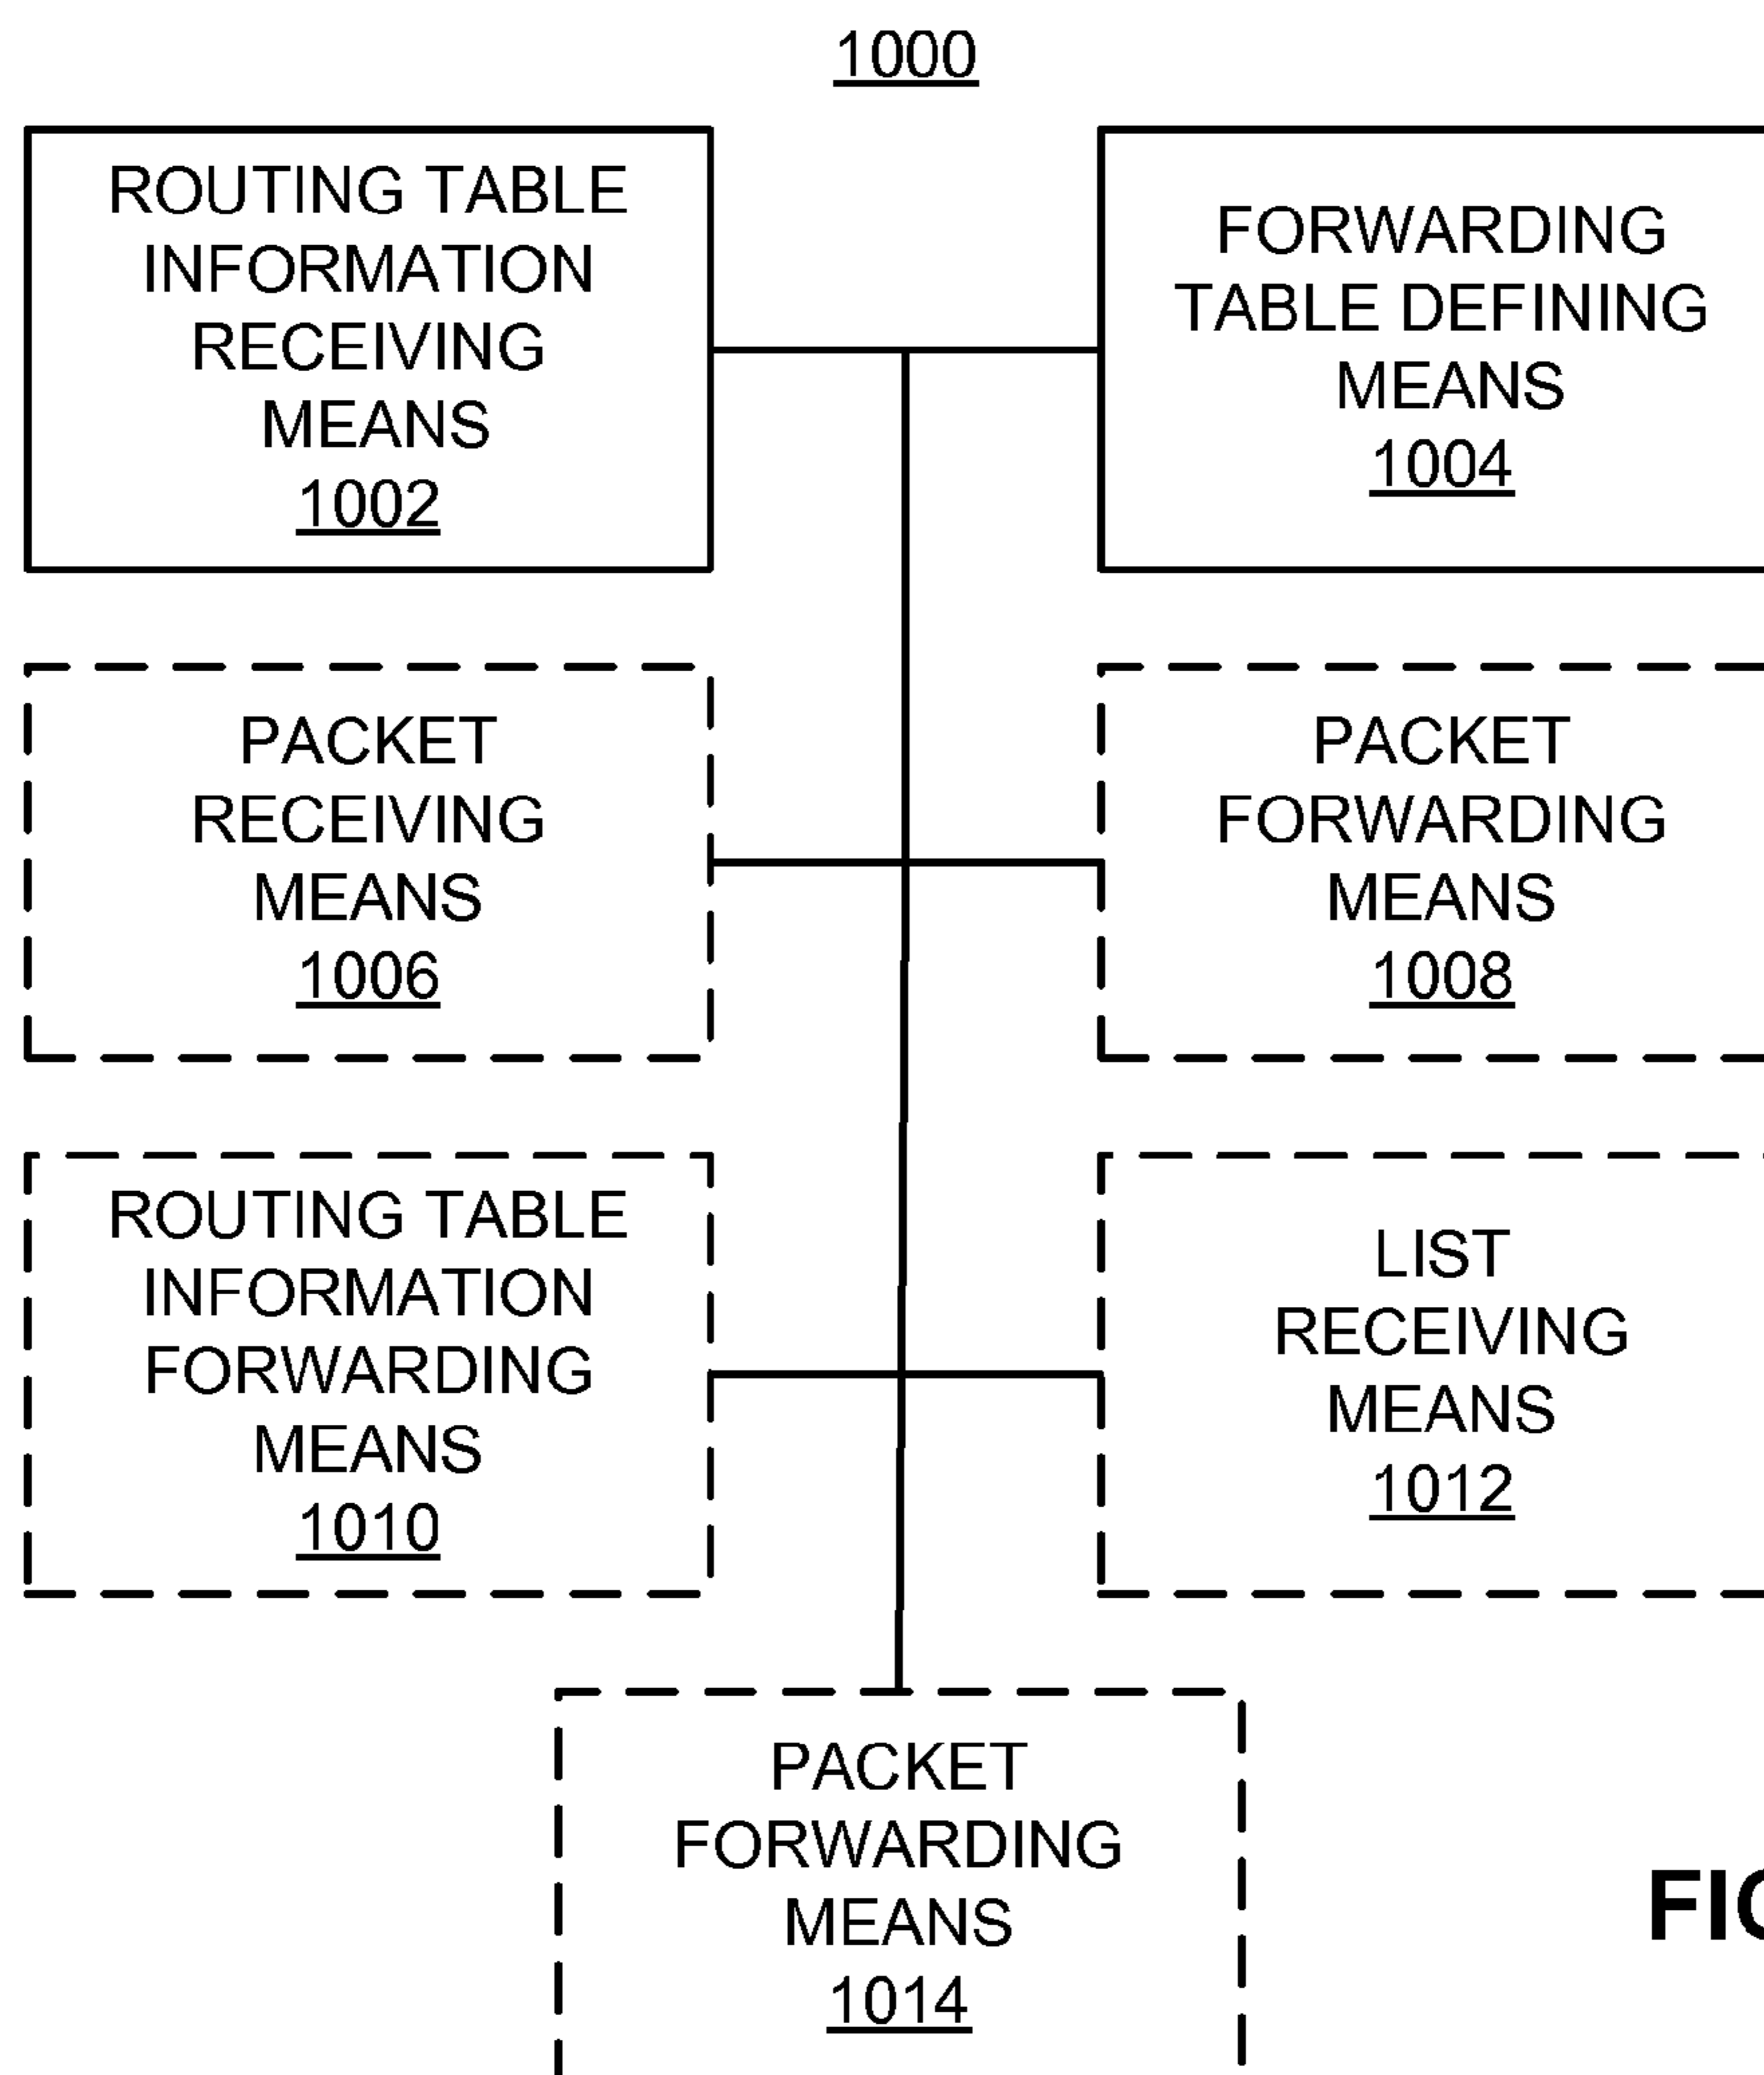 1000
ROUTING TABLE
INFORMATION
RECEIVING
MEANS
1002
FORWARDING
TABLE DEFINING
MEANS
1004
PACKET
RECEIVING
MEANS
1006
PACKET
FORWARDING
MEANS
1008
ROUTING TABLE
INFORMATION
FORWARDING
MEANS
1010
LIST
RECEIVING
MEANS
1012
PACKET
FORWARDING
MEANS
1014